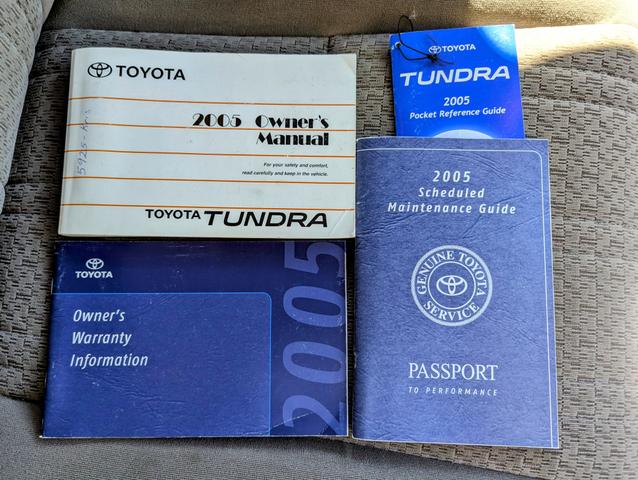 TOYOTA
2005 Owner's
Manual
For your safety and comfort,
read carefully and keep in the vehicle.
TOYOTA TUNDRA
TOYOTA
TUNDRA
2005
Pocket Reference Guide
TOYOTA
Owner's
Warranty
Information
2005
2005
Scheduled
Maintenance Guide
GENUINE TOYOTA
SERVICE
PASSPORT
TO PERFORMANCE